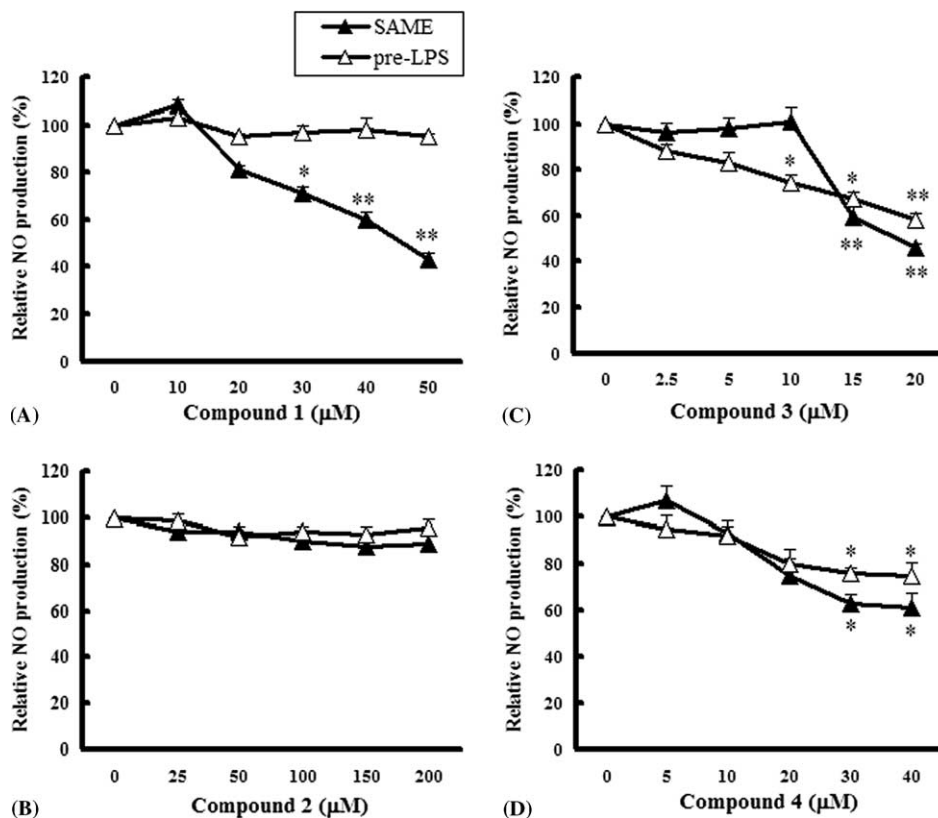 SAME
pre-LPS
Relative NO production (%)
120
100
80
60
40
20
0
*
**
**
0 10 20 30 40 50
(A) Compound 1 (μM)
Relative NO production (%)
120
100
80
60
40
20
0
*
*
**
**
**
0 2.5 5 10 15 20
(C) Compound 3 (μM)
Relative NO production (%)
120
100
80
60
40
20
0
0 25 50 100 150 200
(B) Compound 2 (μM)
Relative NO production (%)
120
100
80
60
40
20
0
*
*
*
*
0 5 10 20 30 40
(D) Compound 4 (μM)